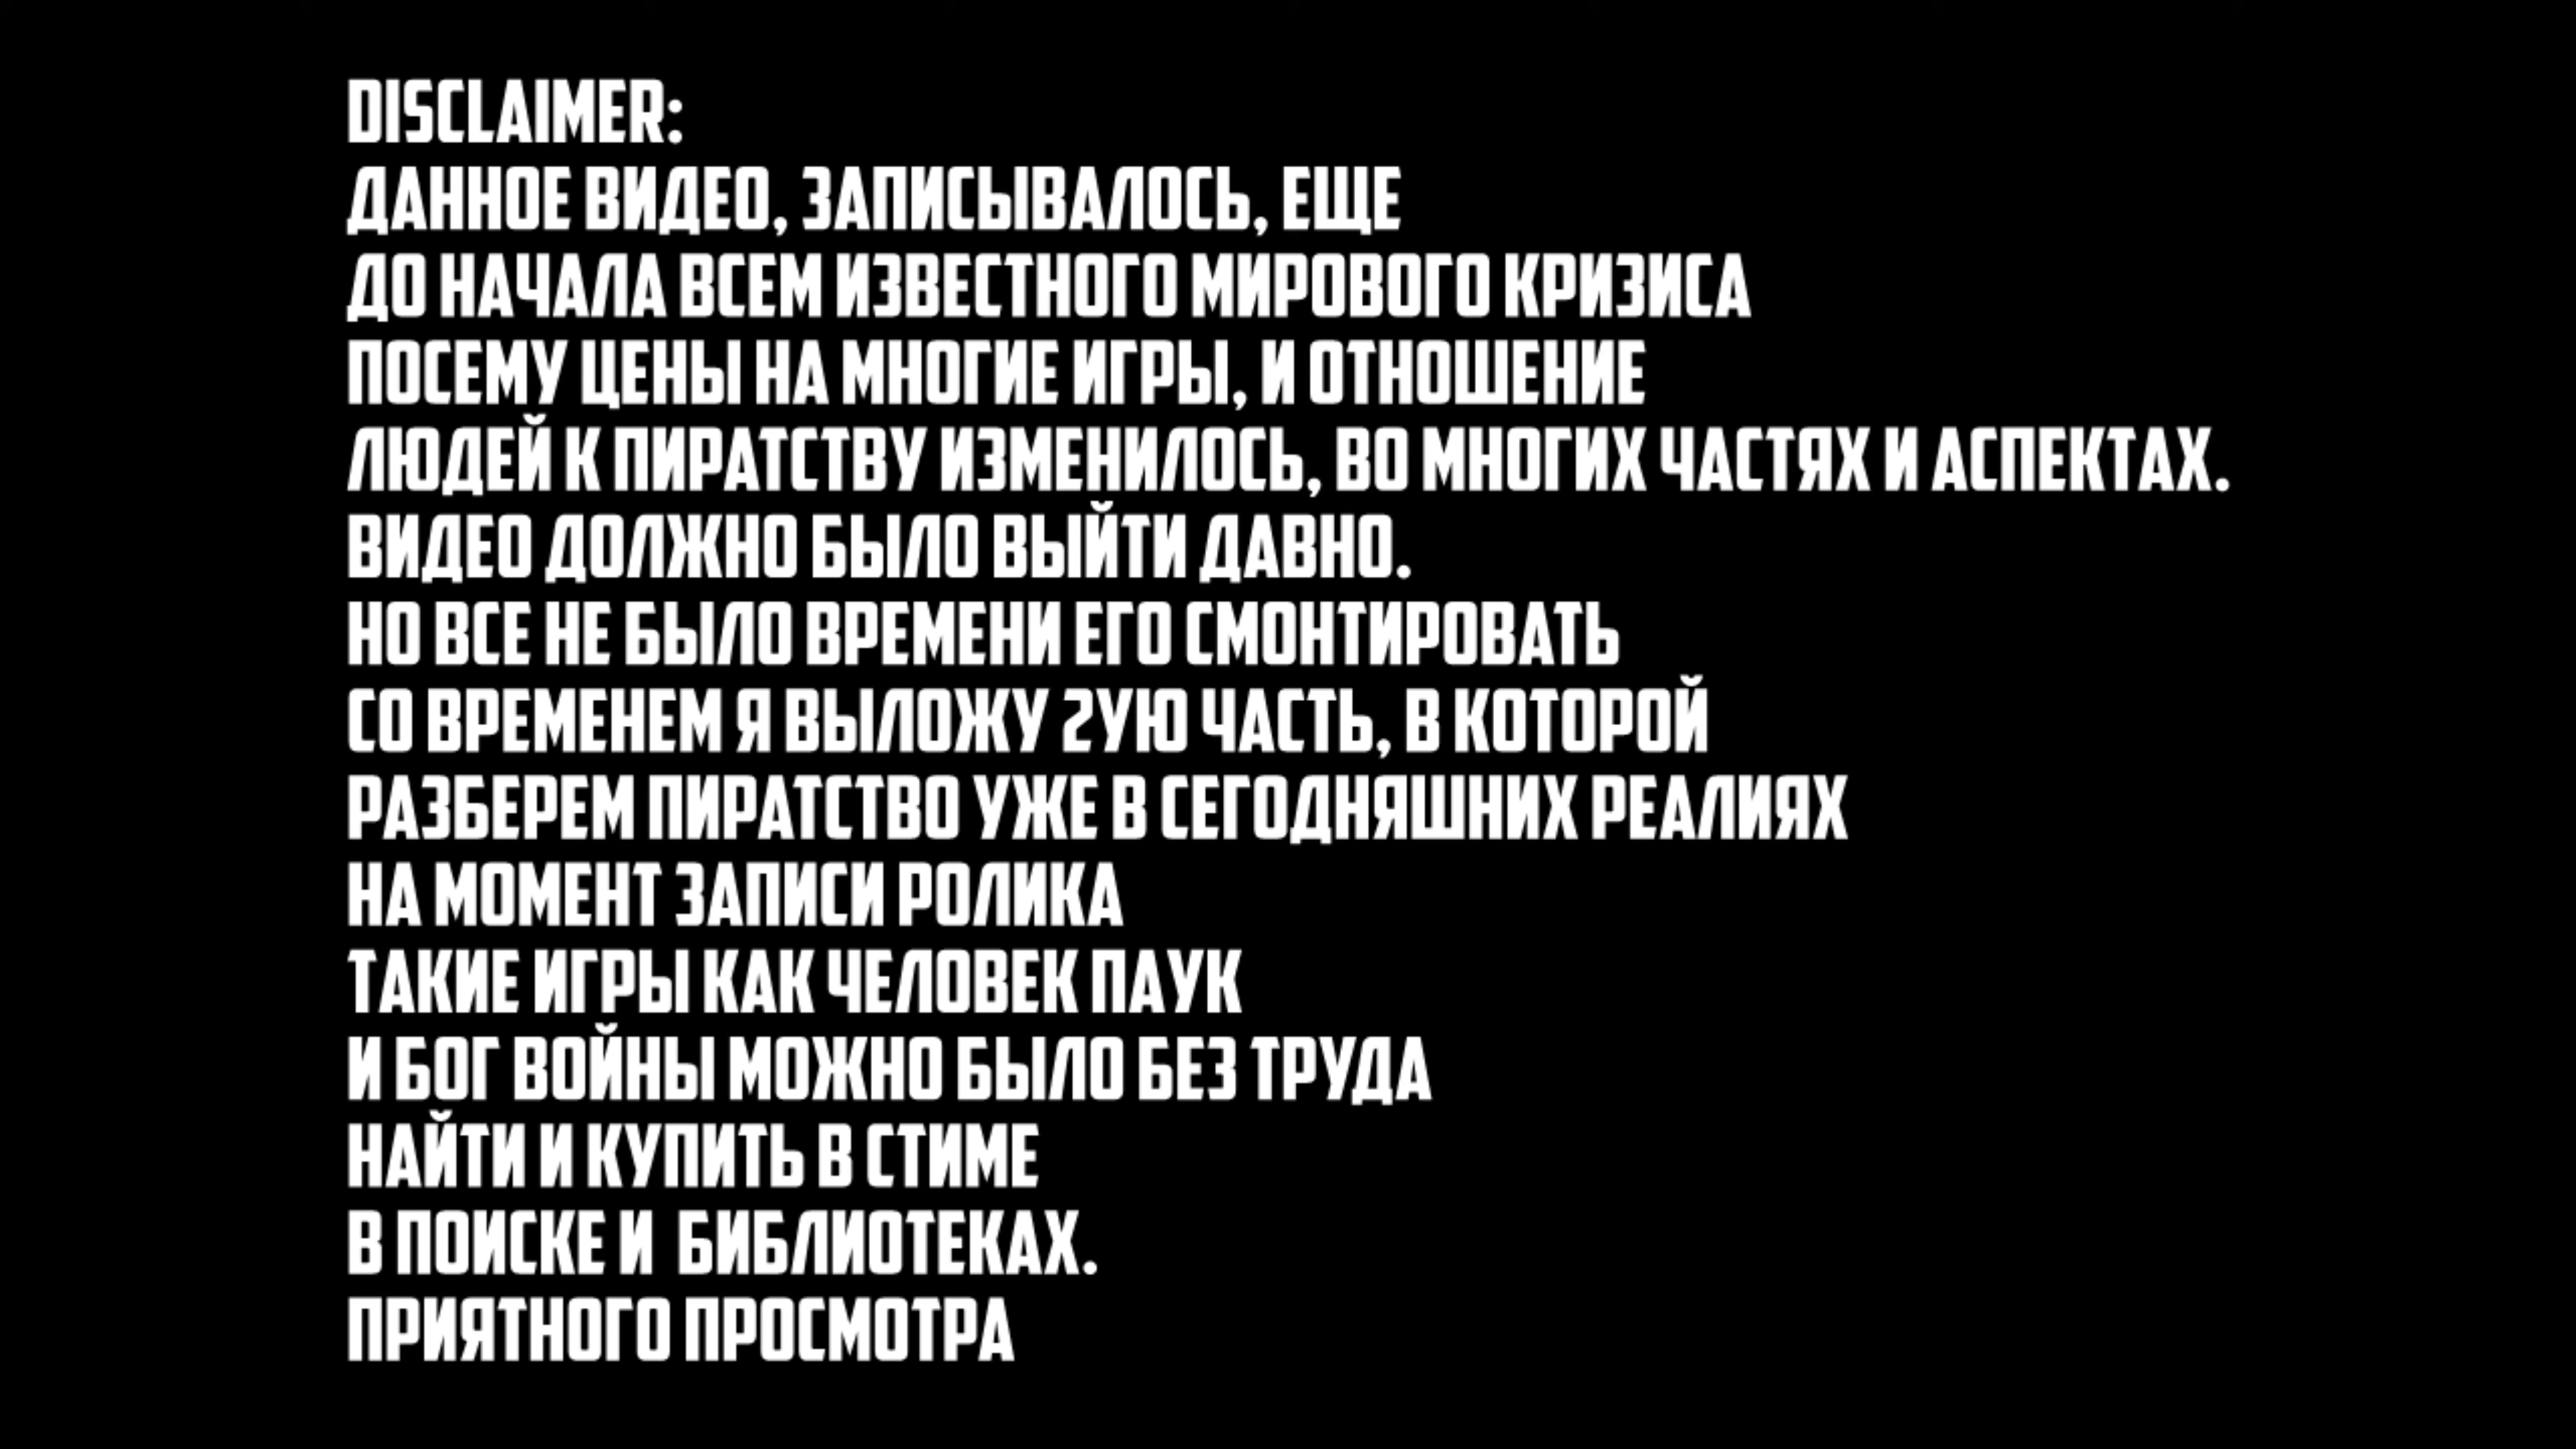 DISCLAIMER:
ДАННОЕ ВИДЕО, ЗАПИСЫВАЛОСЬ, ЕЩЕ
ДО НАЧАЛА ВСЕМ ИЗВЕСТНОГО МИРОВОГО КРИЗИСА
ПОСЕМУ ЦЕНЫ НА МНОГИЕ ИГРЫ, И ОТНОШЕНИЕ
ЛЮДЕЙ К ПИРАТСТВУ ИЗМЕНИЛОСЬ, ВО МНОГИХ ЧАСТЯХ И АСПЕКТАХ.
ВИДЕО ДОЛЖНО БЫЛО ВЫЙТИ ДАВНО.
НО ВСЕ НЕ БЫЛО ВРЕМЕНИ ЕГО СМОНТИРОВАТЬ
СО ВРЕМЕНЕМ Я ВЫЛОЖУ 2УЮ ЧАСТЬ, В КОТОРОЙ
РАЗБЕРЕМ ПИРАТСТВО УЖЕ В СЕГОДНЯШНИХ РЕАЛИЯХ
НА МОМЕНТ ЗАПИСИ РОЛИКА
ТАКИЕ ИГРЫ КАК ЧЕЛОВЕК ПАУК
И БОГ ВОЙНЫ МОЖНО БЫЛО БЕЗ ТРУДА
НАЙТИ И КУПИТЬ В СТИМЕ
В ПОИСКЕ И БИБЛИОТЕКАХ.
ПРИЯТНОГО ПРОСМОТРА